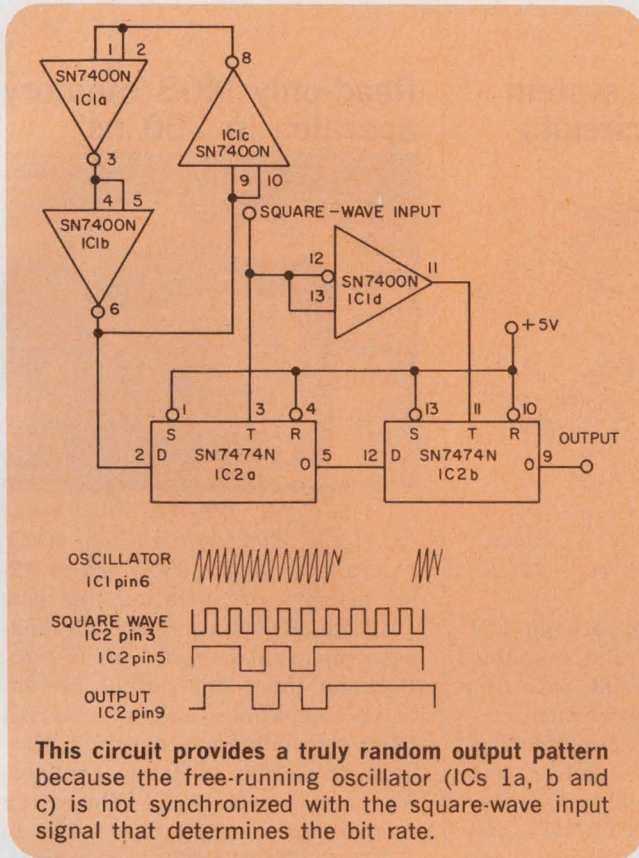 8
1 2
SN7400N
IC1a
IC1c
SN7400N
3
9 10
4 5
SQUARE-WAVE INPUT
SN7400N
IC1b
12
SN7400N
11
13
IC1d
6
+5V
1 3 4 13 11 10
S T R S T R OUTPUT
2 D SN7474N O 5 12 D SN7474N O 9
IC2a IC2b
OSCILLATOR
IC1 pin6
SQUARE WAVE
IC2 pin3
IC2pin5
OUTPUT
IC2 pin9
This circuit provides a truly random output pattern
because the free-running oscillator (ICs 1a, b and
c) is not synchronized with the square-wave input
signal that determines the bit rate.